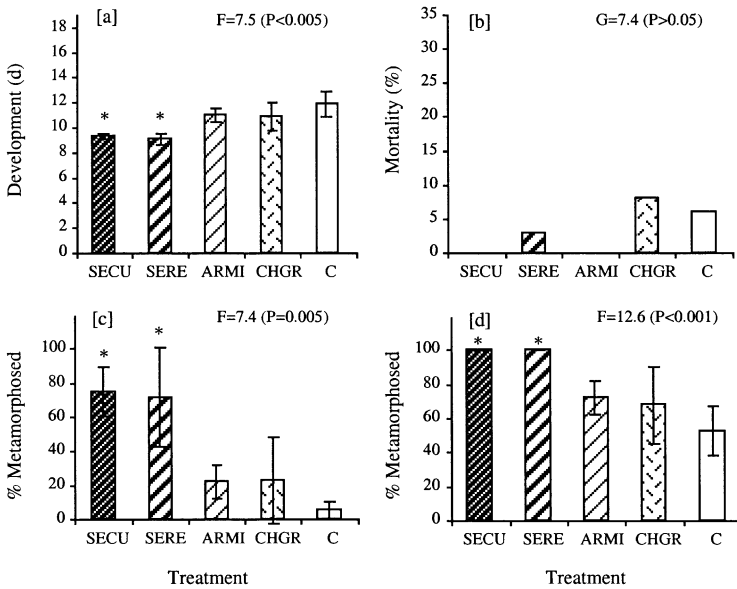 [a] F=7.5 (P<0.005)
Development (d)
18
16
14
12
10
8
6
4
2
0
* *
SECU SERE ARMI CHGR C
[b] G=7.4 (P>0.05)
Mortality (%)
35
30
25
20
15
10
5
0
SECU SERE ARMI CHGR C
[c] F=7.4 (P=0.005)
% Metamorphosed
100
80
60
40
20
0
* *
SECU SERE ARMI CHGR C
Treatment
[d] F=12.6 (P<0.001)
% Metamorphosed
100
80
60
40
20
0
* *
SECU SERE ARMI CHGR C
Treatment